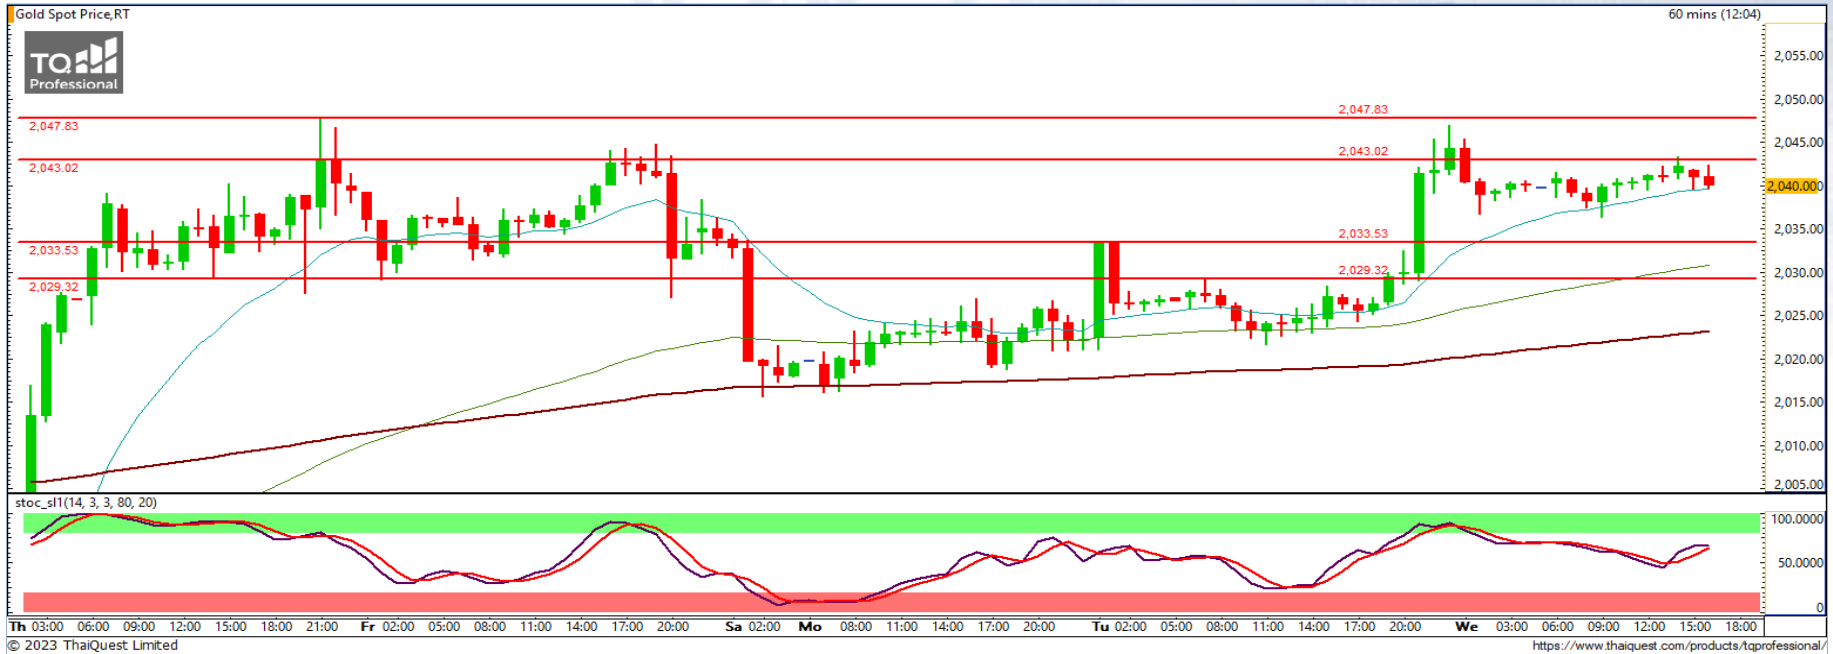 Gold Spot Price,RT
60 mins (12:04)
TQ
Professional
2,055.00
2,050.00
2,047.83
2,047.83
2,045.00
2,043.02
2,043.02
2,040.00
2,035.00
2,033.53
2,033.53
2,030.00
2,029.32
2,029.32
2,025.00
2,020.00
2,015.00
2,010.00
2,005.00
stoc_sl1(14, 3, 3, 80, 20)
100.0000
50.0000
0
Th 03:00 06:00 09:00 12:00 15:00 18:00 21:00 Fr 02:00 05:00 08:00 11:00 14:00 17:00 20:00 Sa 02:00 Mo 08:00 11:00 14:00 17:00 20:00 Tu 02:00 05:00 08:00 11:00 14:00 17:00 20:00 We 03:00 06:00 09:00 12:00 15:00 18:00
© 2023 ThaiQuest Limited
https://www.thaiquest.com/products/tqprofessional/